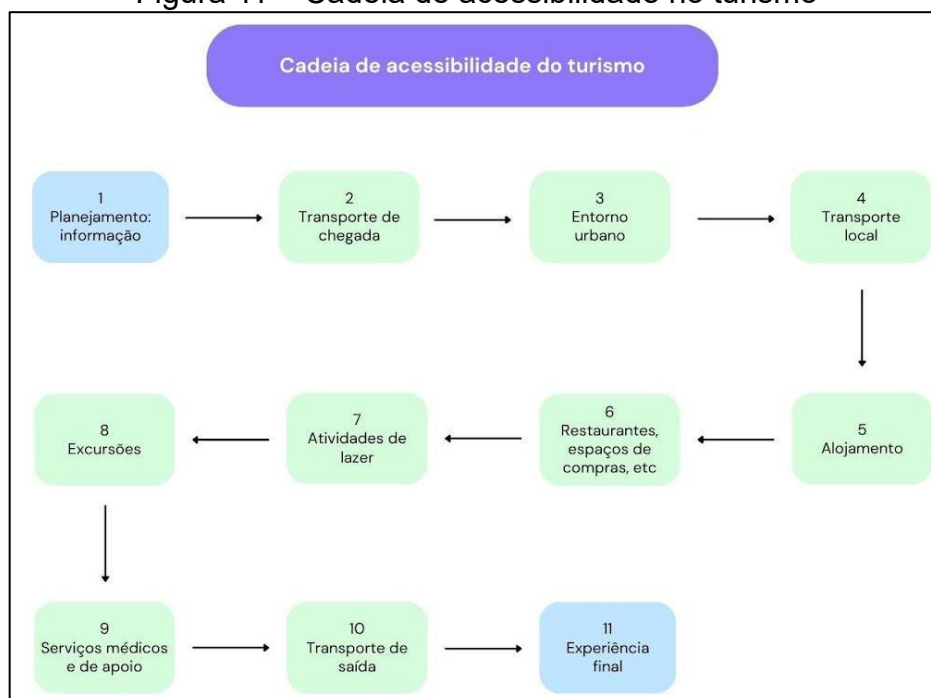 Cadeia de acessibilidade do turismo
1
Planejamento:
informação
2
Transporte de
chegada
3
Entorno
urbano
4
Transporte
local
8
Excursões
7
Atividades de
lazer
6
Restaurantes,
espaços de
compras, etc
5
Alojamento
9
Serviços médicos
e de apoio
10
Transporte de
saída
11
Experiência
final